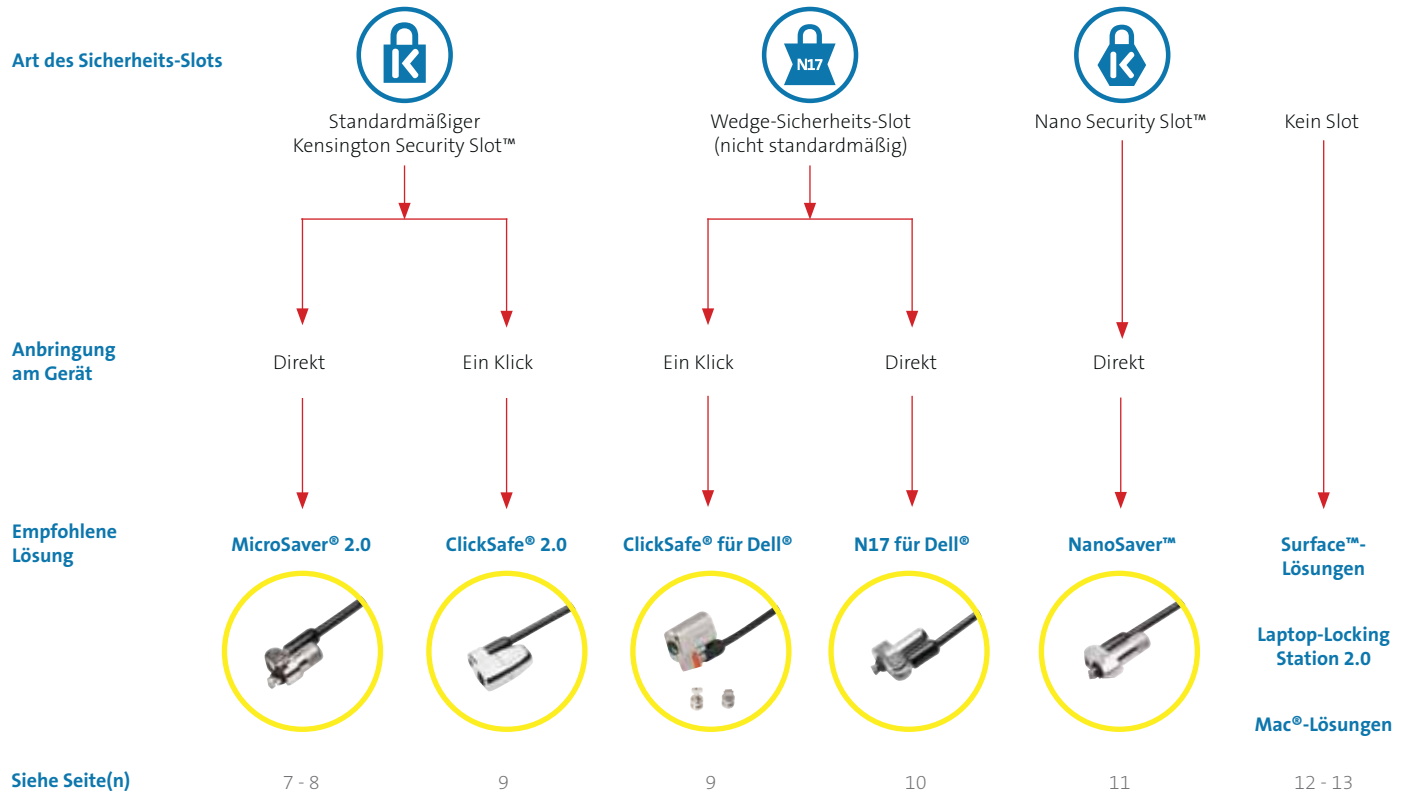 Art des Sicherheits-Slots
N17
Standardmäßiger
Kensington Security Slot™
Wedge-Sicherheits-Slot
(nicht standardmäßig)
Nano Security Slot™
Kein Slot
Anbringung
am Gerät
Direkt
Ein Klick
Ein Klick
Direkt
Direkt
Empfohlene
Lösung
MicroSaver® 2.0
ClickSafe® 2.0
ClickSafe® für Dell®
N17 für Dell®
NanoSaver™
Surface™-
Lösungen
Laptop-Locking
Station 2.0
Mac®-Lösungen
Siehe Seite(n)
7 - 8
9
9
10
11
12 - 13